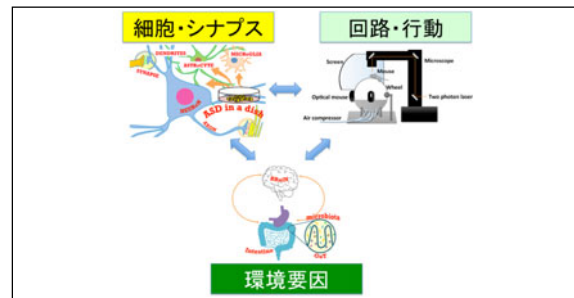 細胞・シナプス
回路・行動
DENDRITES
ASTROCYTE
MICROGLIA
SYNAPSE
NEURON
ASD in a dish
AXON
Screen
Mouse
Microscope
Wheel
Optical mouse
Two photon laser
Air compressor
BRAIN
microbiota
Intestine
GUT
環境要因